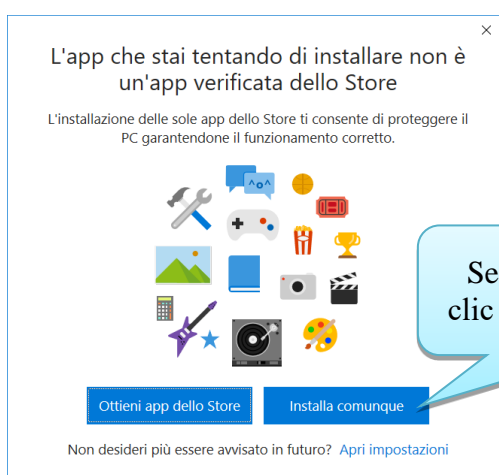 L'app che stai tentando di installare non è
un'app verificata dello Store
L'installazione delle sole app dello Store ti consente di proteggere il
PC garantendone il funzionamento corretto.
^o^
Se
clic
Ottieni app dello Store
Installa comunque
Non desideri più essere avvisato in futuro? Apri impostazioni